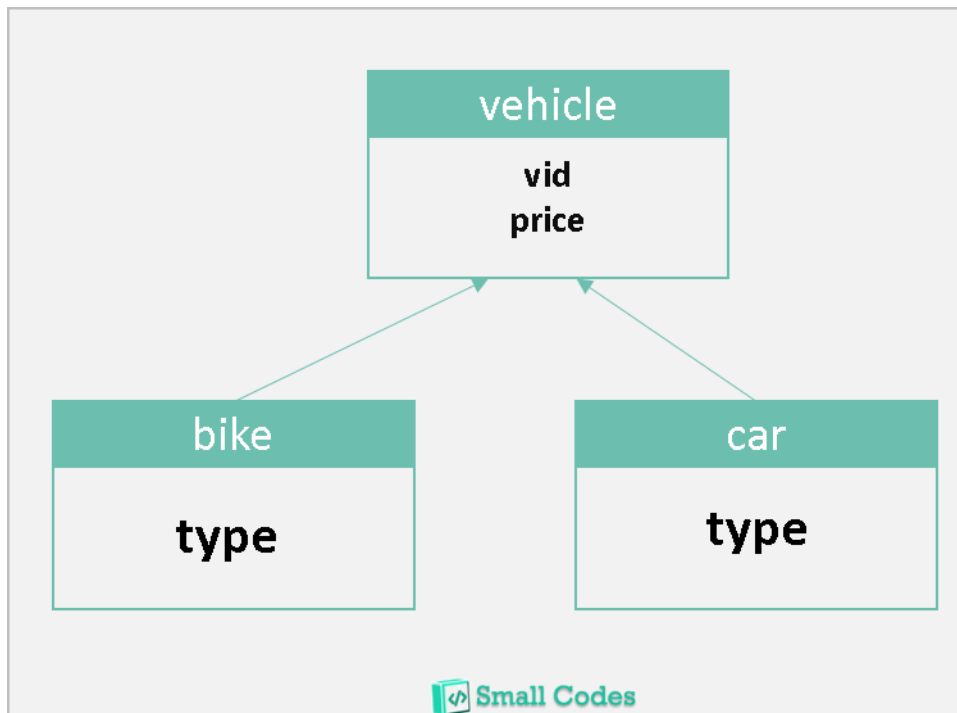 vehicle
vid
price
bike
car
type
type
Small Codes